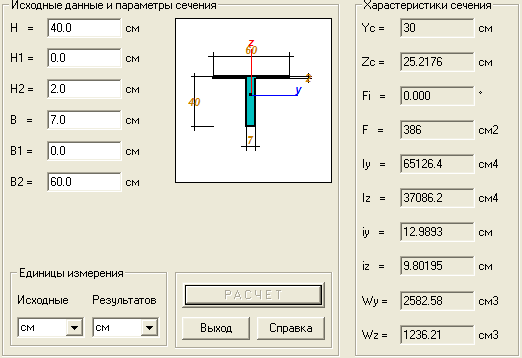 Исходные данные и параметры сечения
H = 40.0 см
H1 = 0.0 см
H2 = 2.0 см
B = 7.0 см
B1 = 0.0 см
B2 = 60.0 см
z
60
y
40
7
Единицы измерения
Исходные Результатов
см см
РАСЧЕТ
Выход Справка
Харастеристики сечения
Yc = 30 см
Zc = 25.2176 см
Fi = 0.000 °
F = 386 см2
Iy = 65126.4 см4
Iz = 37086.2 см4
iy = 12.9893 см
iz = 9.80195 см
Wy = 2582.58 см3
Wz = 1236.21 см3